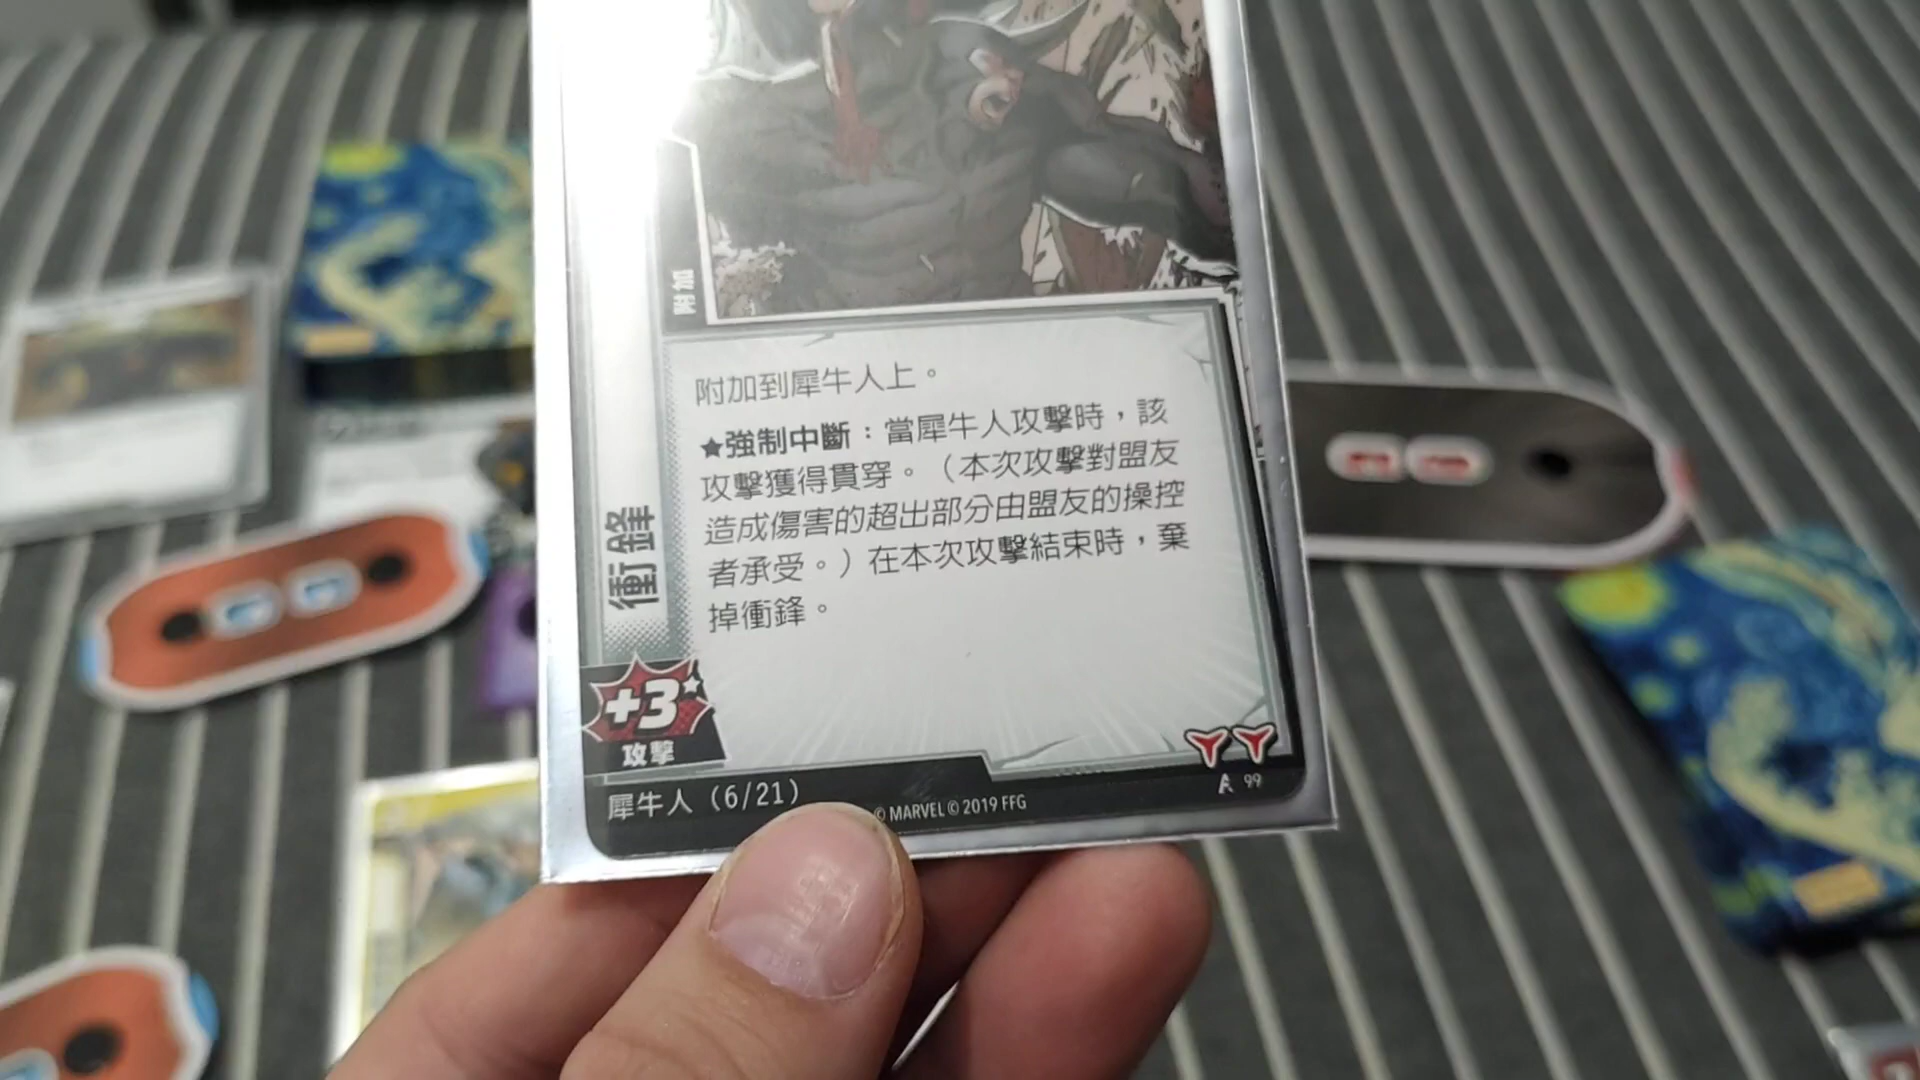 附加
附加到犀牛人上。
★強制中斷：當犀牛人攻擊時，該
攻擊獲得貫穿。（本次攻擊對盟友
造成傷害的超出部分由盟友的操控
者承受。）在本次攻擊結束時，棄
掉衝鋒。
衝鋒
+3★
攻擊
犀牛人（6/21）
© MARVEL © 2019 FFG
99